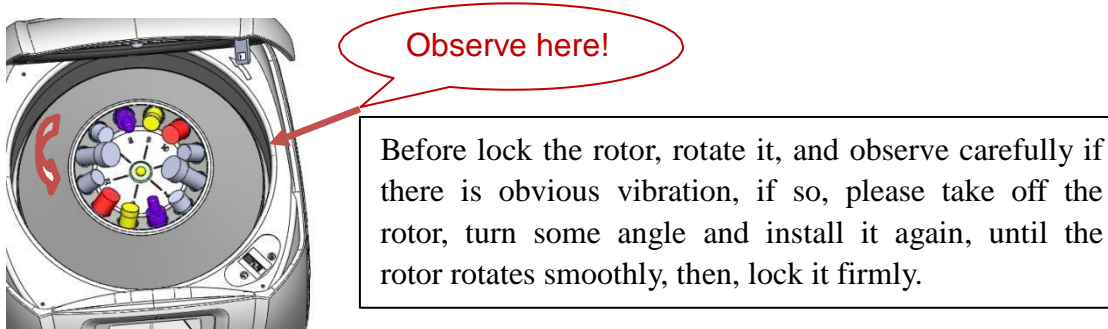 Observe here!
Before lock the rotor, rotate it, and observe carefully if
there is obvious vibration, if so, please take off the
rotor, turn some angle and install it again, until the
rotor rotates smoothly, then, lock it firmly.